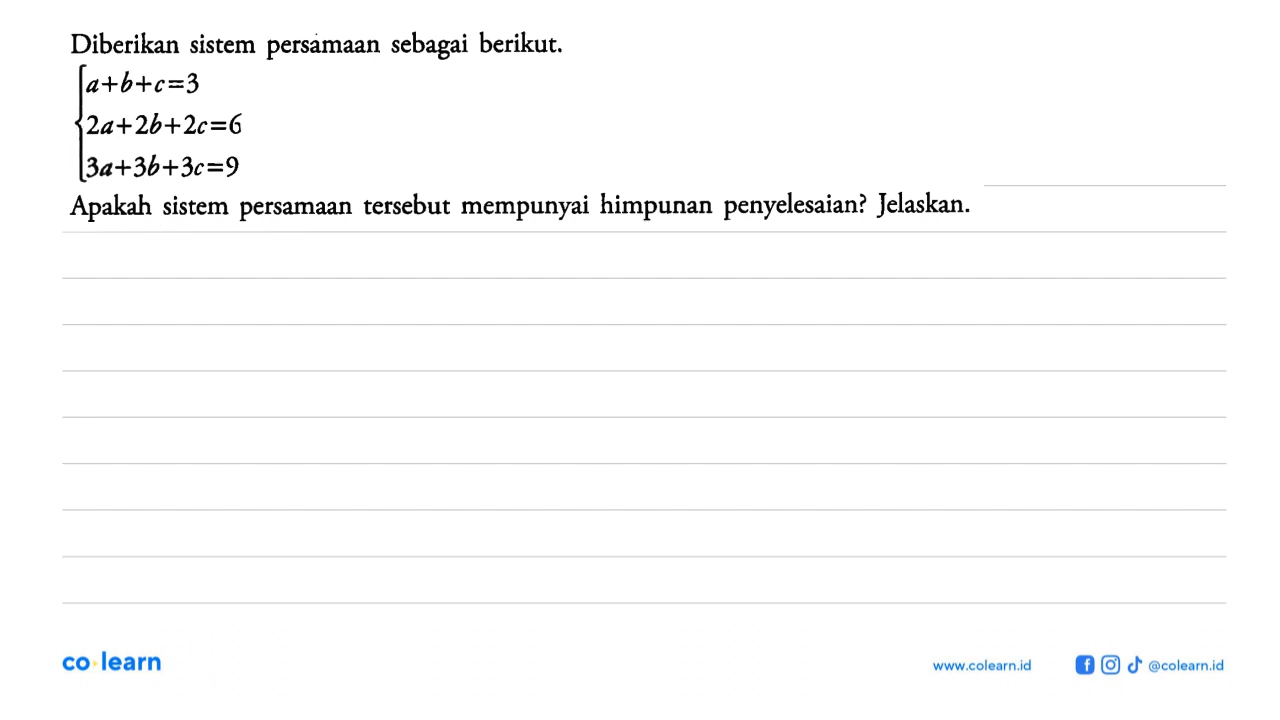 Diberikan sistem persamaan sebagai berikut.
a+b+c=3
2a+2b+2c=6
3a+3b+3c=9
Apakah sistem persamaan tersebut mempunyai himpunan penyelesaian? Jelaskan.
co learn
www.colearn.id @colearn.id